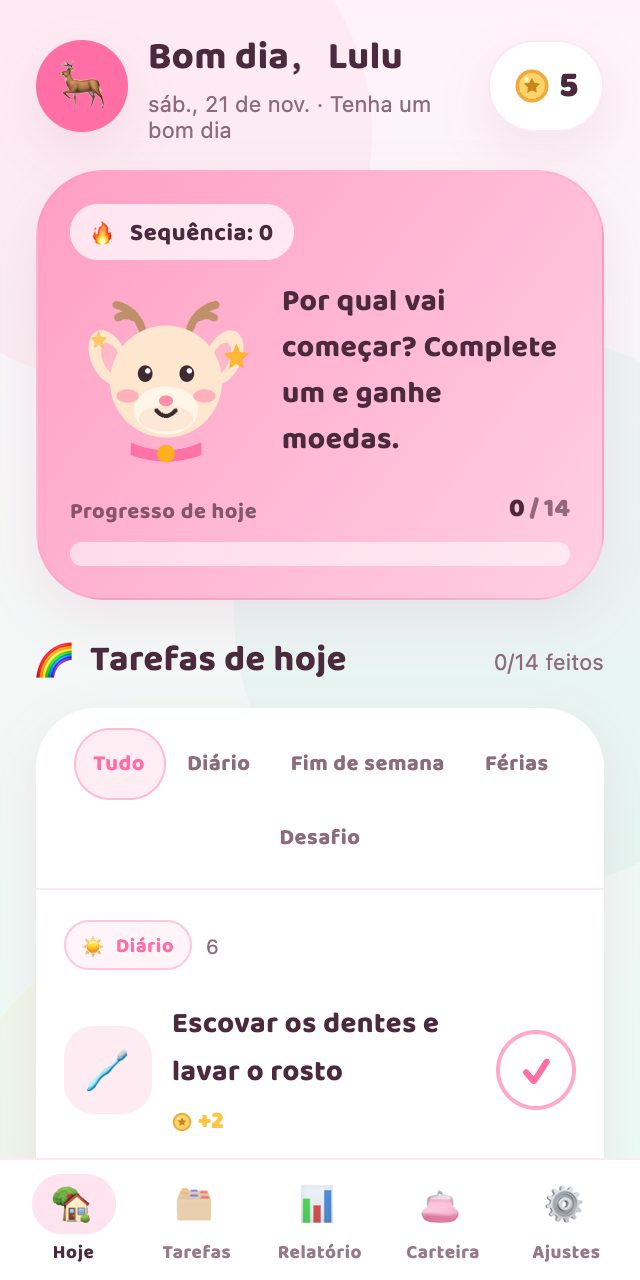 Bom dia， Lulu
sáb., 21 de nov. · Tenha um
bom dia
5
Sequência: 0
Por qual vai
começar? Complete
um e ganhe
moedas.
Progresso de hoje
0 / 14
Tarefas de hoje
0/14 feitos
Tudo
Diário
Fim de semana
Férias
Desafio
Diário
6
Escovar os dentes e
lavar o rosto
+2
Hoje
Tarefas
Relatório
Carteira
Ajustes